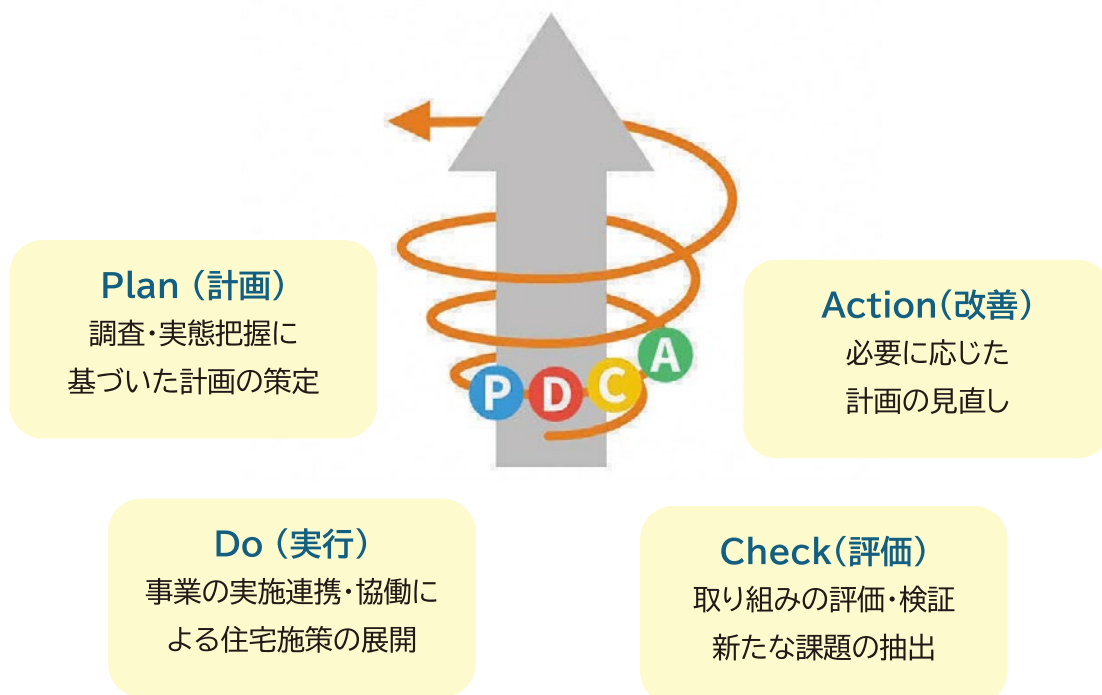 Plan（計画）
調査・実態把握に
基づいた計画の策定
Action（改善）
必要に応じた
計画の見直し
P D C A
Do（実行）
事業の実施連携・協働に
よる住宅施策の展開
Check（評価）
取り組みの評価・検証
新たな課題の抽出